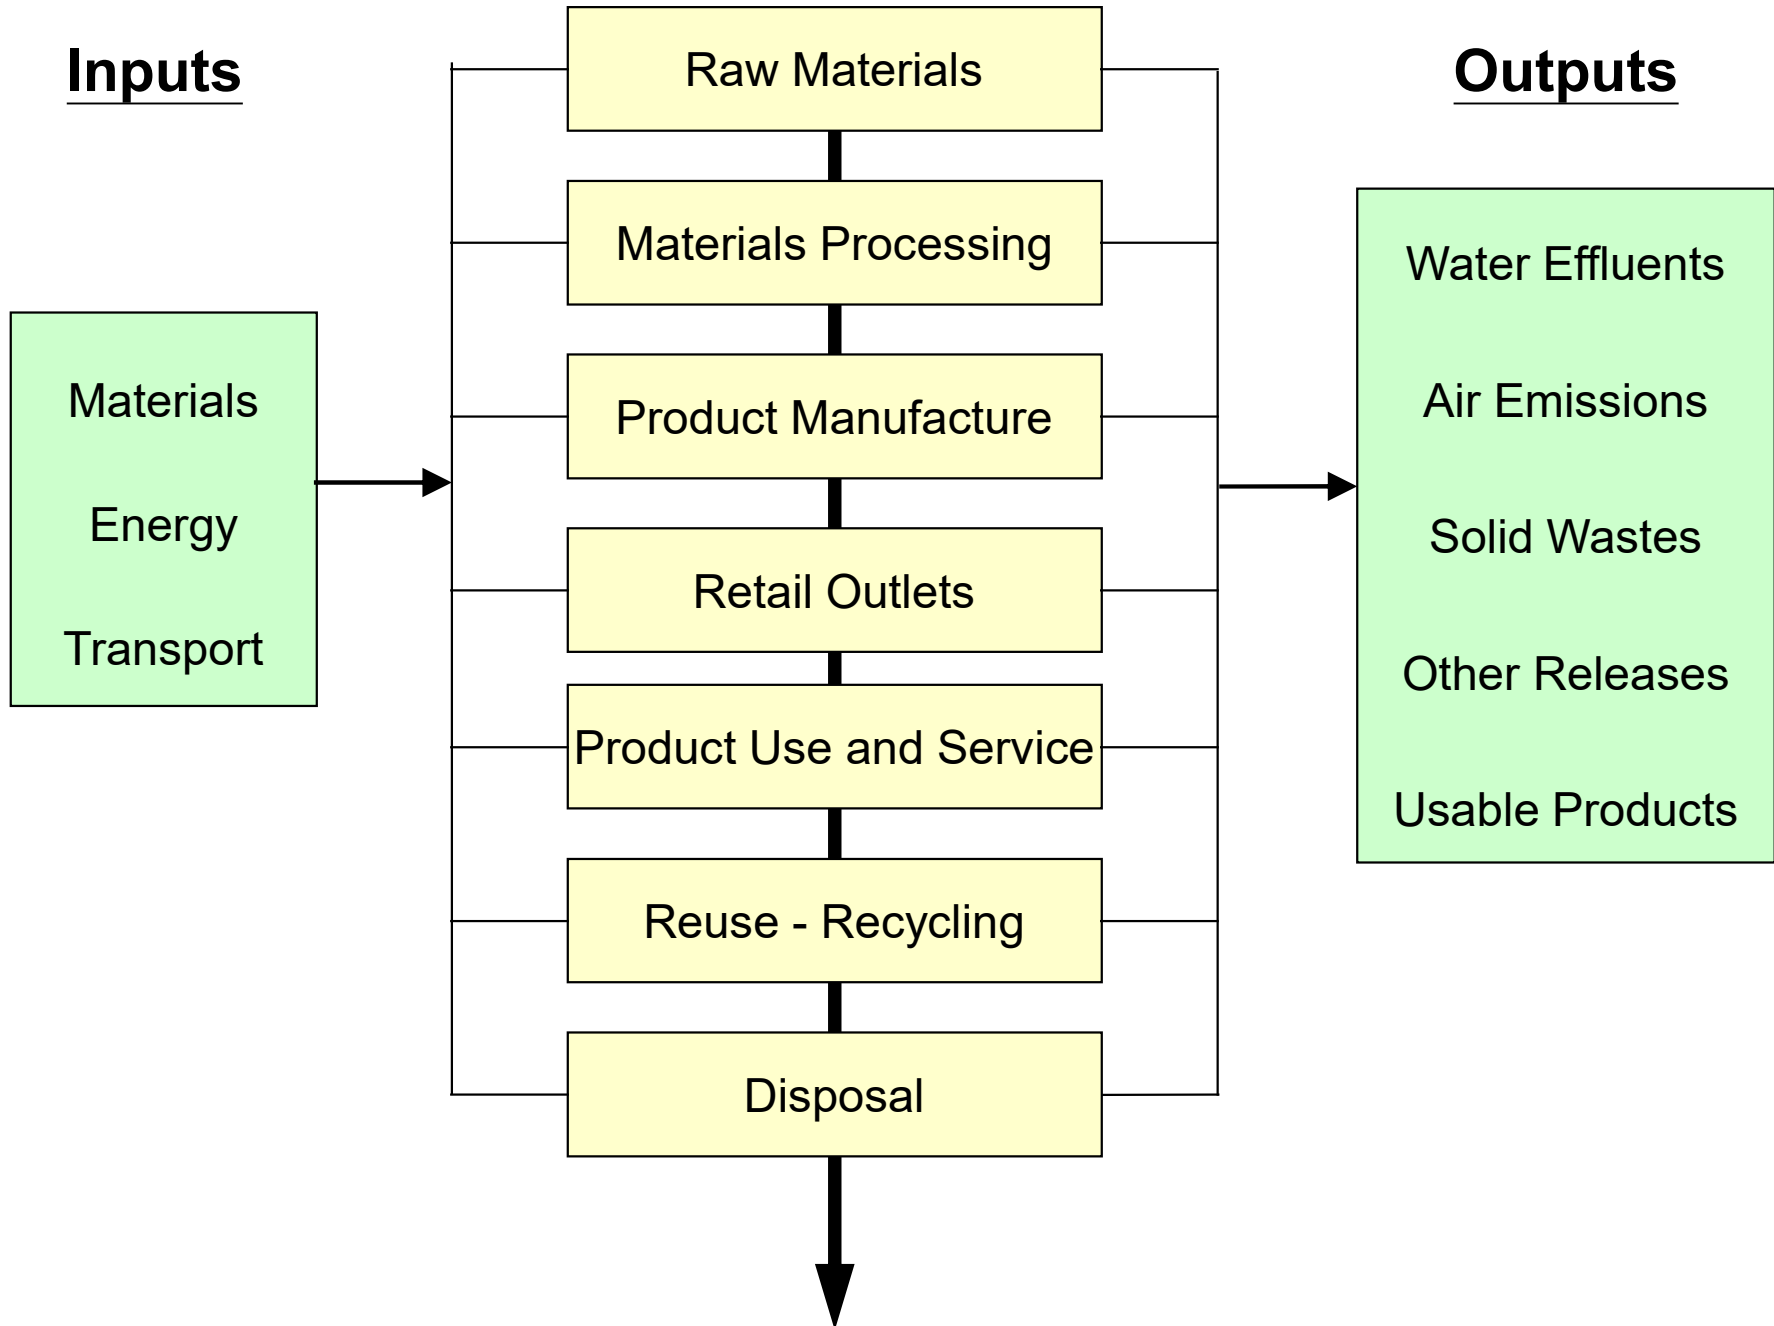 Inputs
Materials
Energy
Transport
Raw Materials
Materials Processing
Product Manufacture
Retail Outlets
Product Use and Service
Reuse - Recycling
Disposal
Outputs
Water Effluents
Air Emissions
Solid Wastes
Other Releases
Usable Products